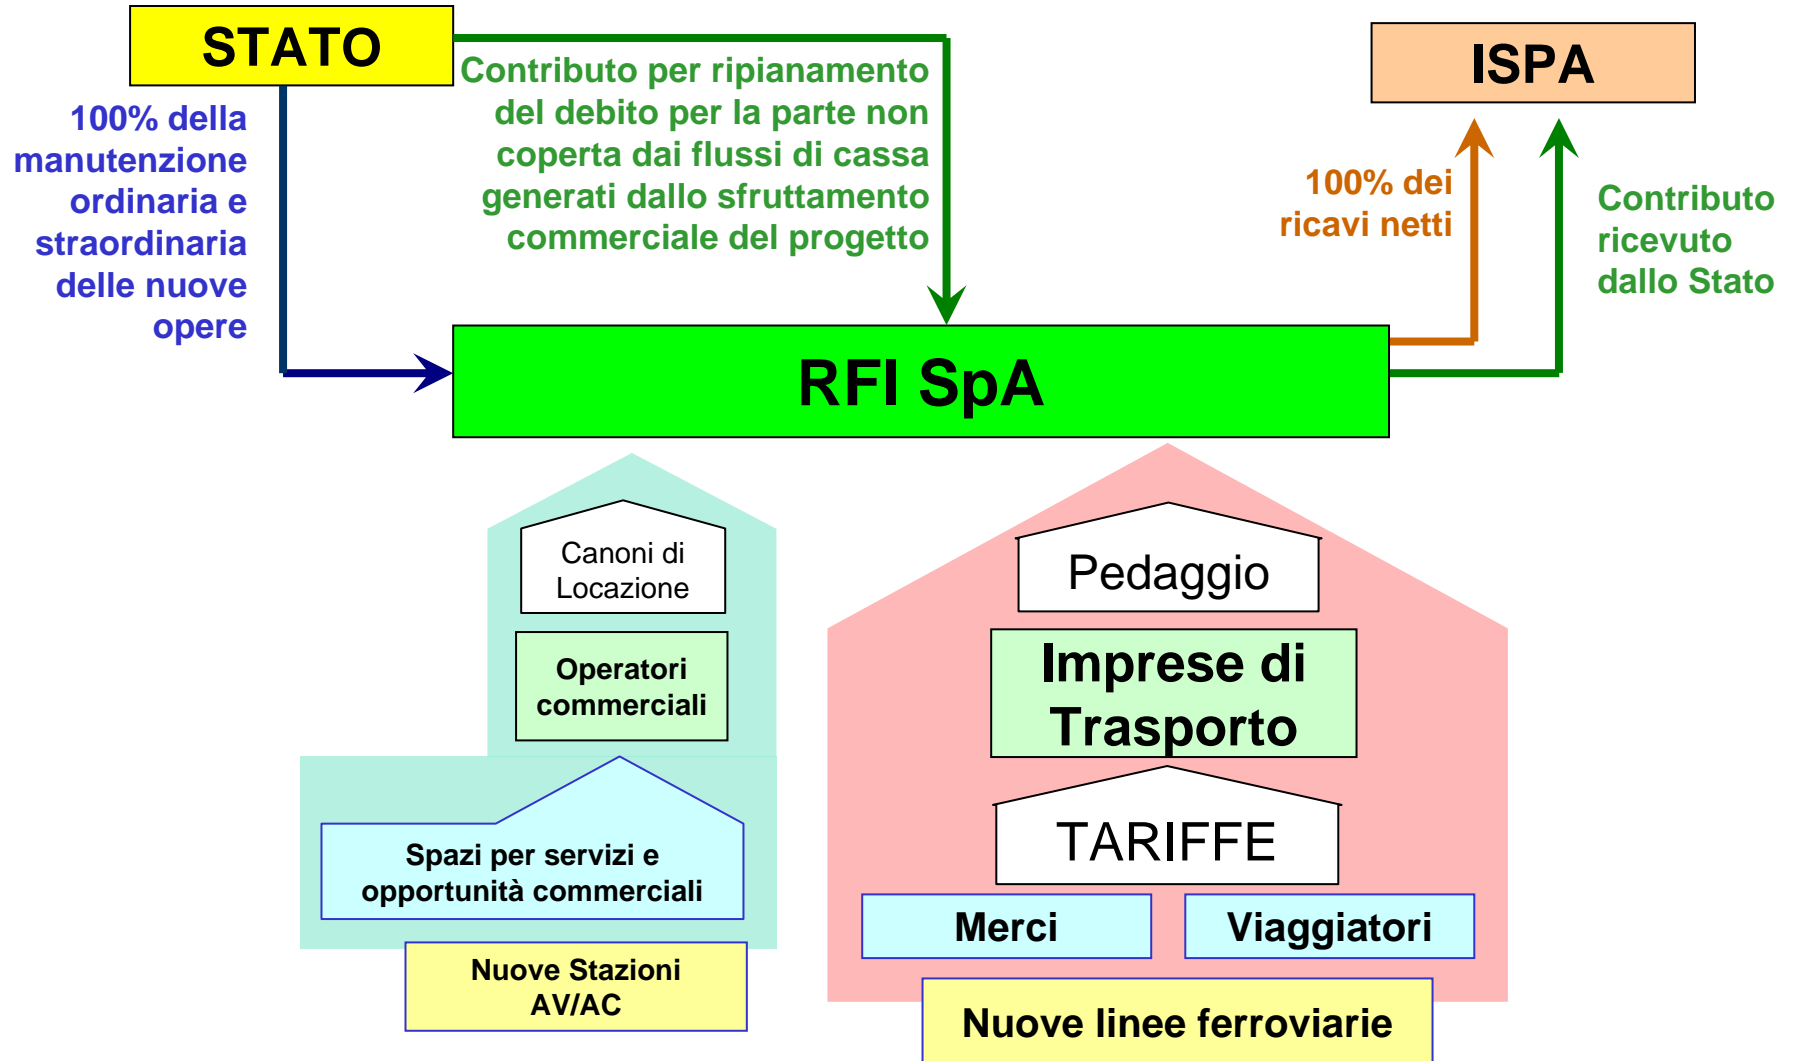 STATO
ISPA
100% della
manutenzione
ordinaria e
straordinaria
delle nuove
opere
Contributo per ripianamento
del debito per la parte non
coperta dai flussi di cassa
generati dallo sfruttamento
commerciale del progetto
100% dei
ricavi netti
Contributo
ricevuto
dallo Stato
RFI SpA
Canoni di
Locazione
Operatori
commerciali
Spazi per servizi e
opportunità commerciali
Nuove Stazioni
AV/AC
Pedaggio
Imprese di
Trasporto
TARIFFE
Merci
Viaggiatori
Nuove linee ferroviarie